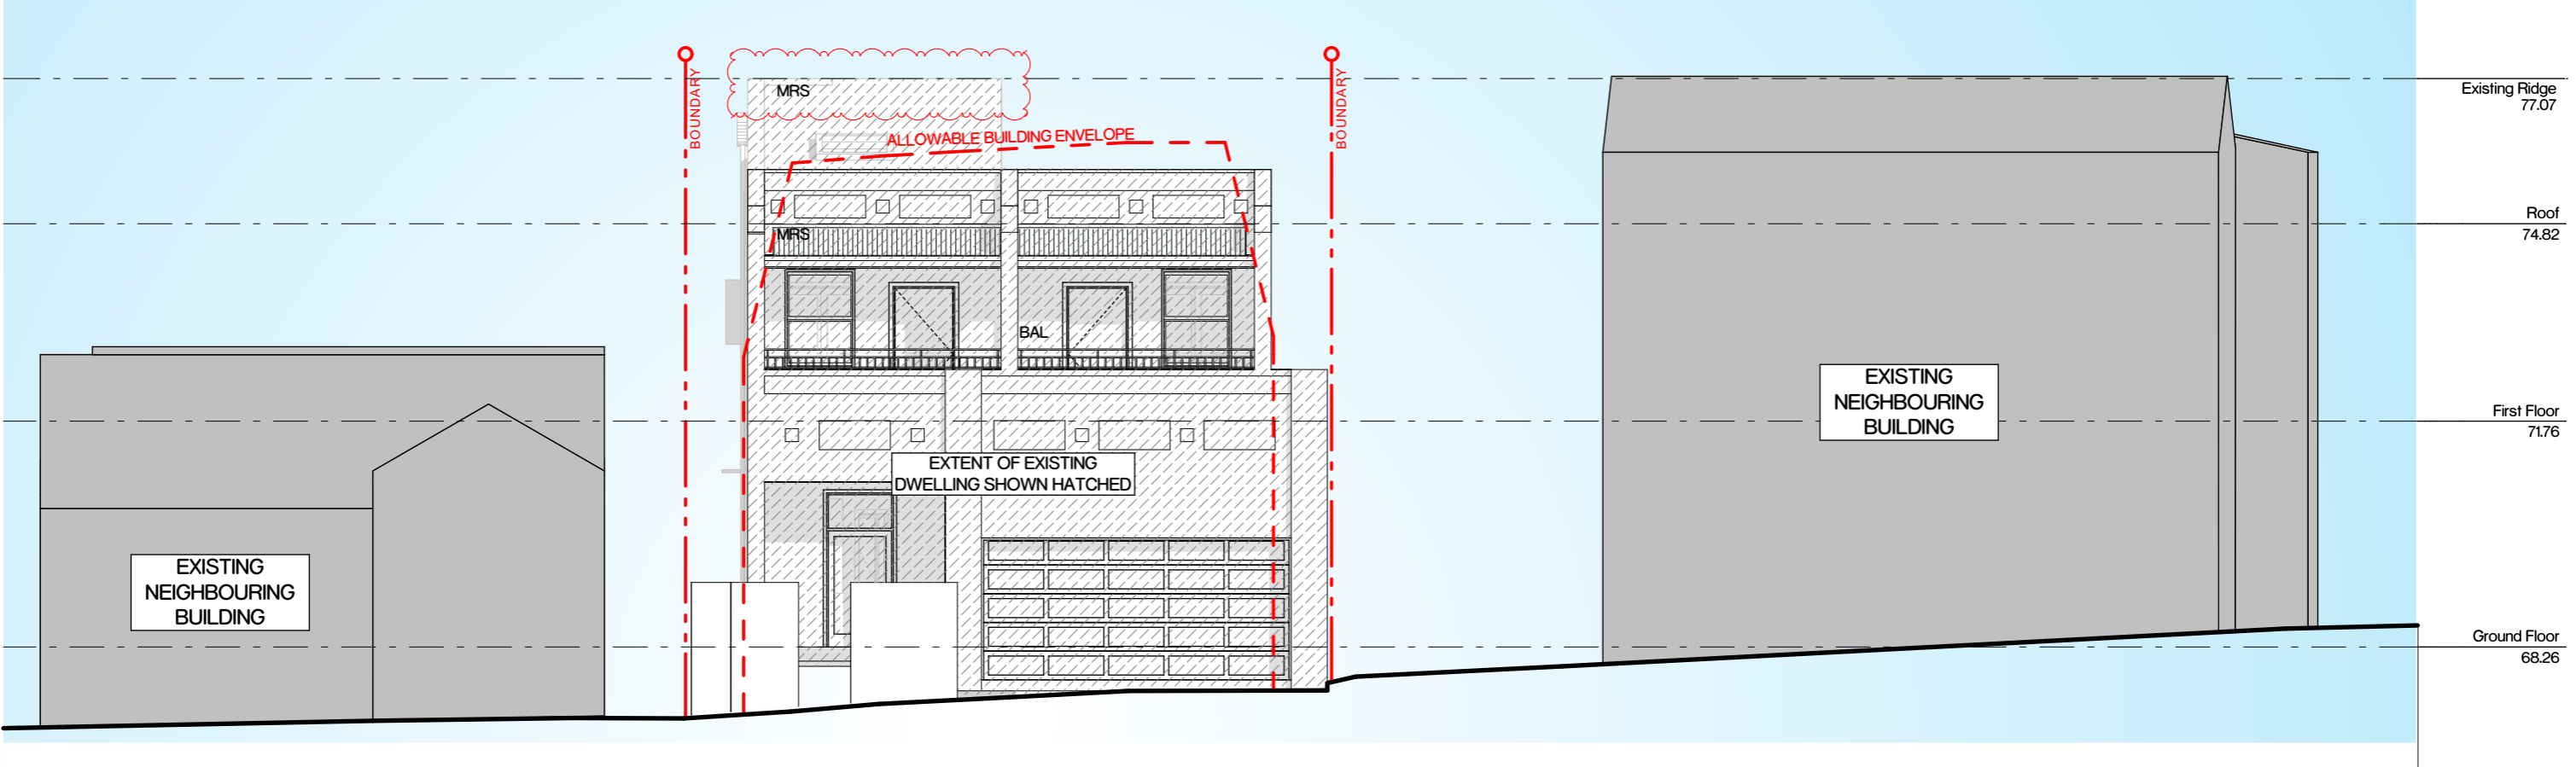 BOUNDARY
MRS
ALLOWABLE BUILDING ENVELOPE
BOUNDARY
Existing Ridge
77.07
Roof
74.82
MRS
BAL
First Floor
71.76
EXISTING
NEIGHBOURING
BUILDING
EXTENT OF EXISTING
DWELLING SHOWN HATCHED
EXISTING
NEIGHBOURING
BUILDING
Ground Floor
68.26